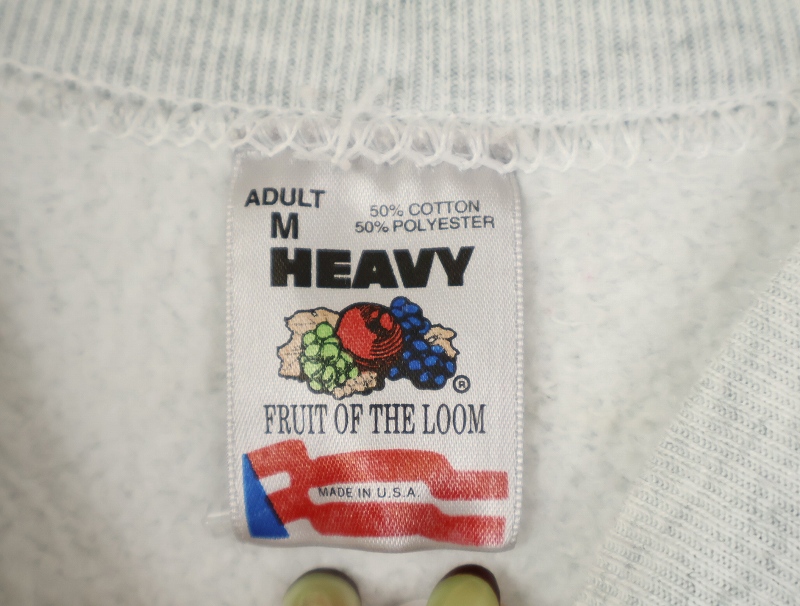 ADULT
M
50% COTTON
50% POLYESTER
HEAVY
®
FRUIT OF THE LOOM
MADE IN U.S.A.